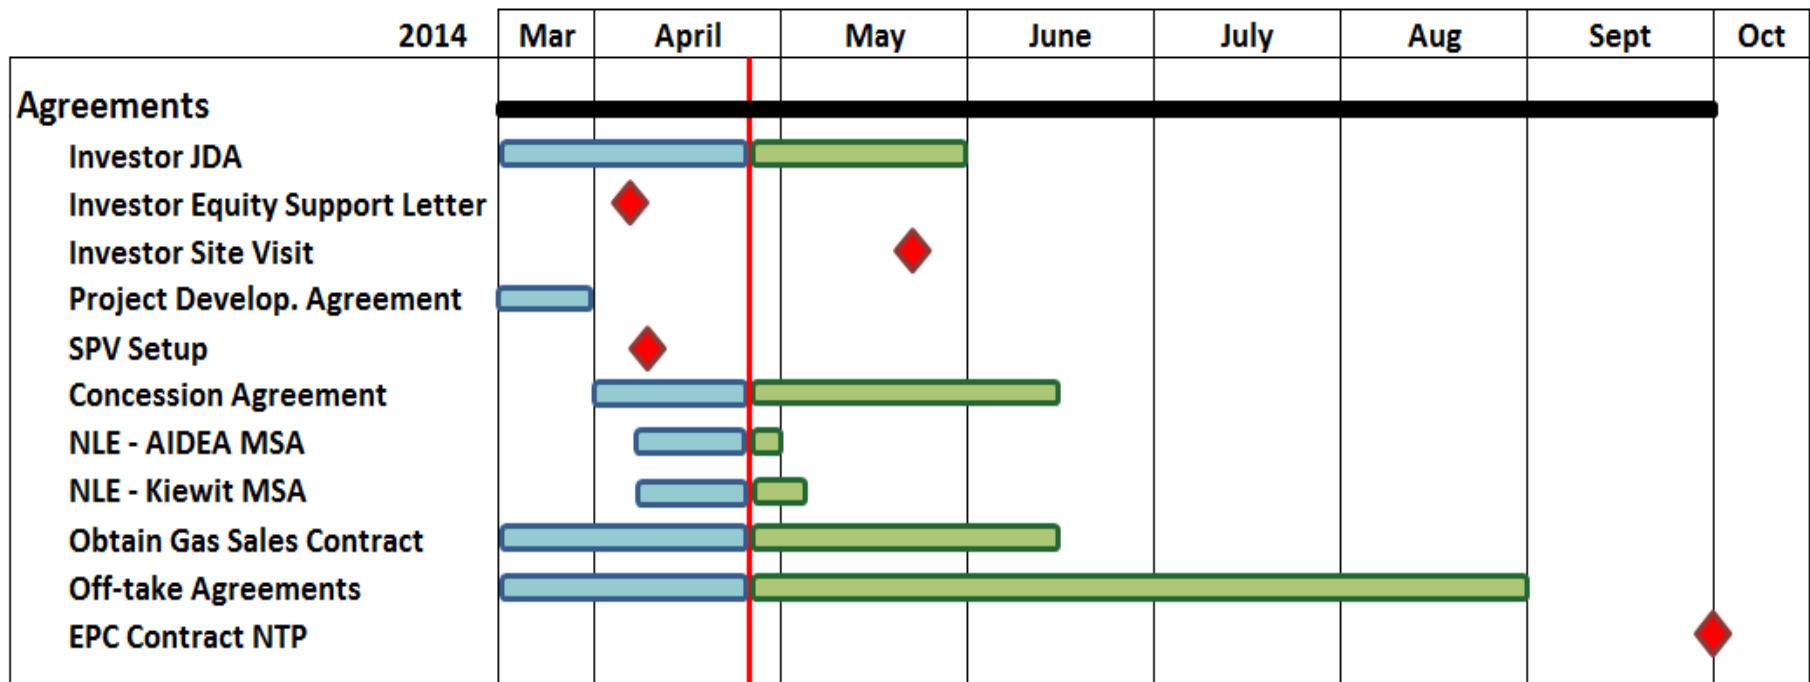 2014 Mar April May June July Aug Sept Oct
Agreements
Investor JDA
Investor Equity Support Letter
Investor Site Visit
Project Develop. Agreement
SPV Setup
Concession Agreement
NLE - AIDEA MSA
NLE - Kiewit MSA
Obtain Gas Sales Contract
Off-take Agreements
EPC Contract NTP